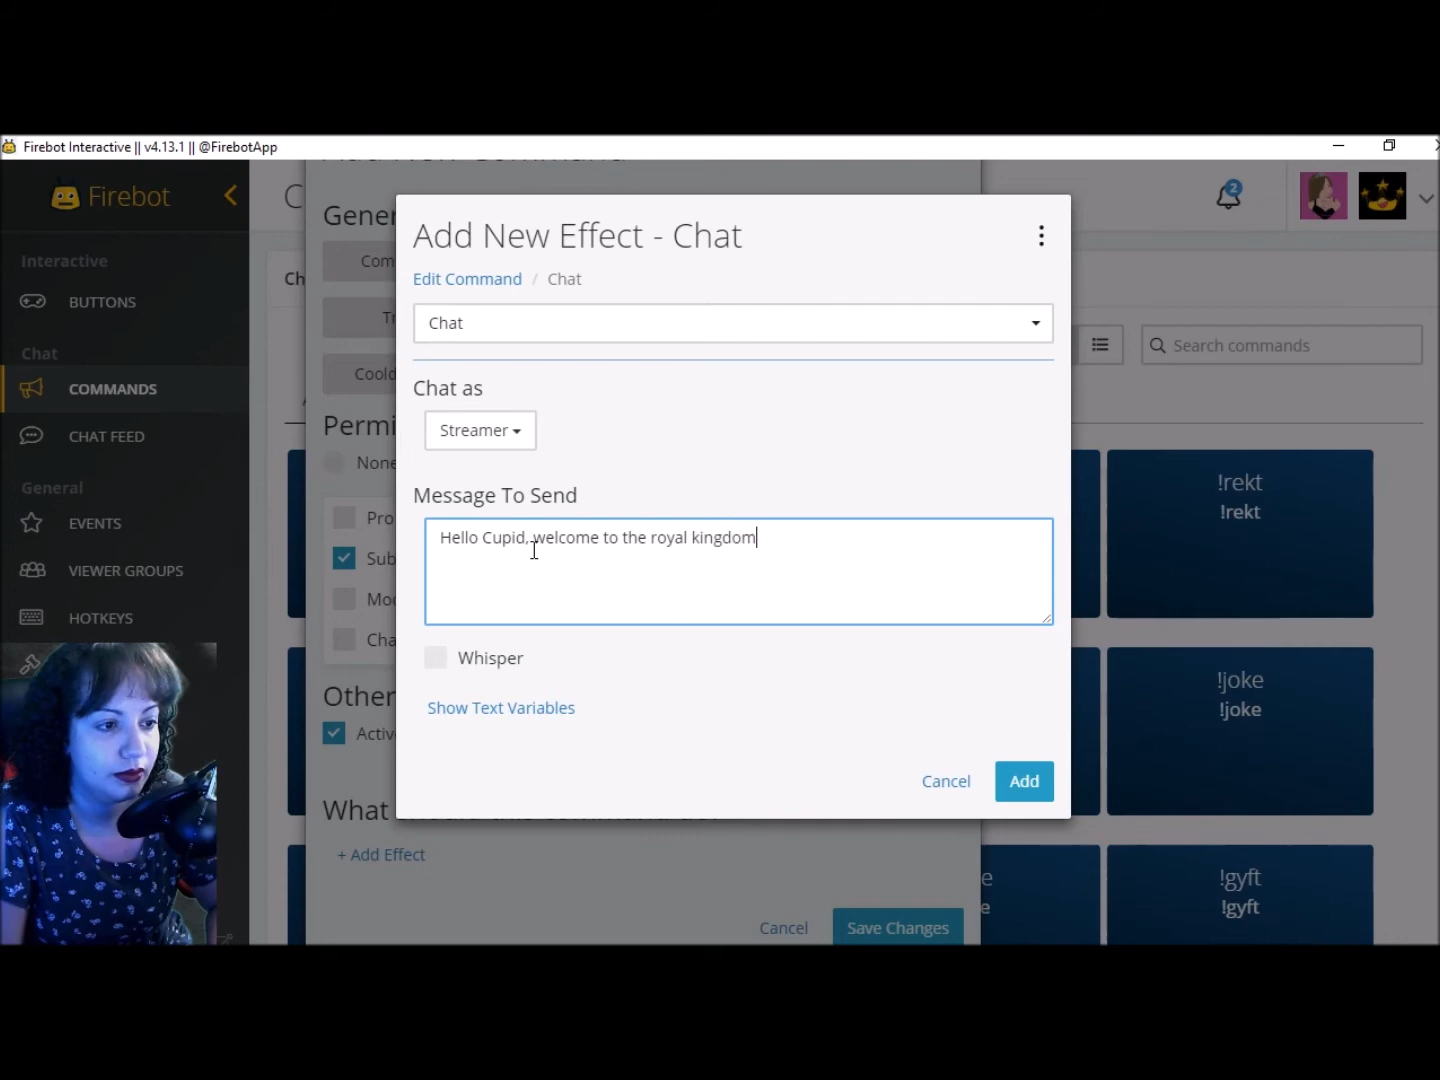 Firebot Interactive || v4.13.1 || @FirebotApp
Firebot
2
Interactive
BUTTONS
Chat
COMMANDS
CHAT FEED
General
EVENTS
VIEWER GROUPS
HOTKEYS
Search commands
Add New Effect - Chat
Edit Command / Chat
Chat
Chat as
Streamer
Message To Send
Hello Cupid, welcome to the royal kingdom
Whisper
Show Text Variables
Cancel
Add
None
Other
What
+ Add Effect
Cancel
Save Changes
!rekt
!rekt
!joke
!joke
!gyft
!gyft